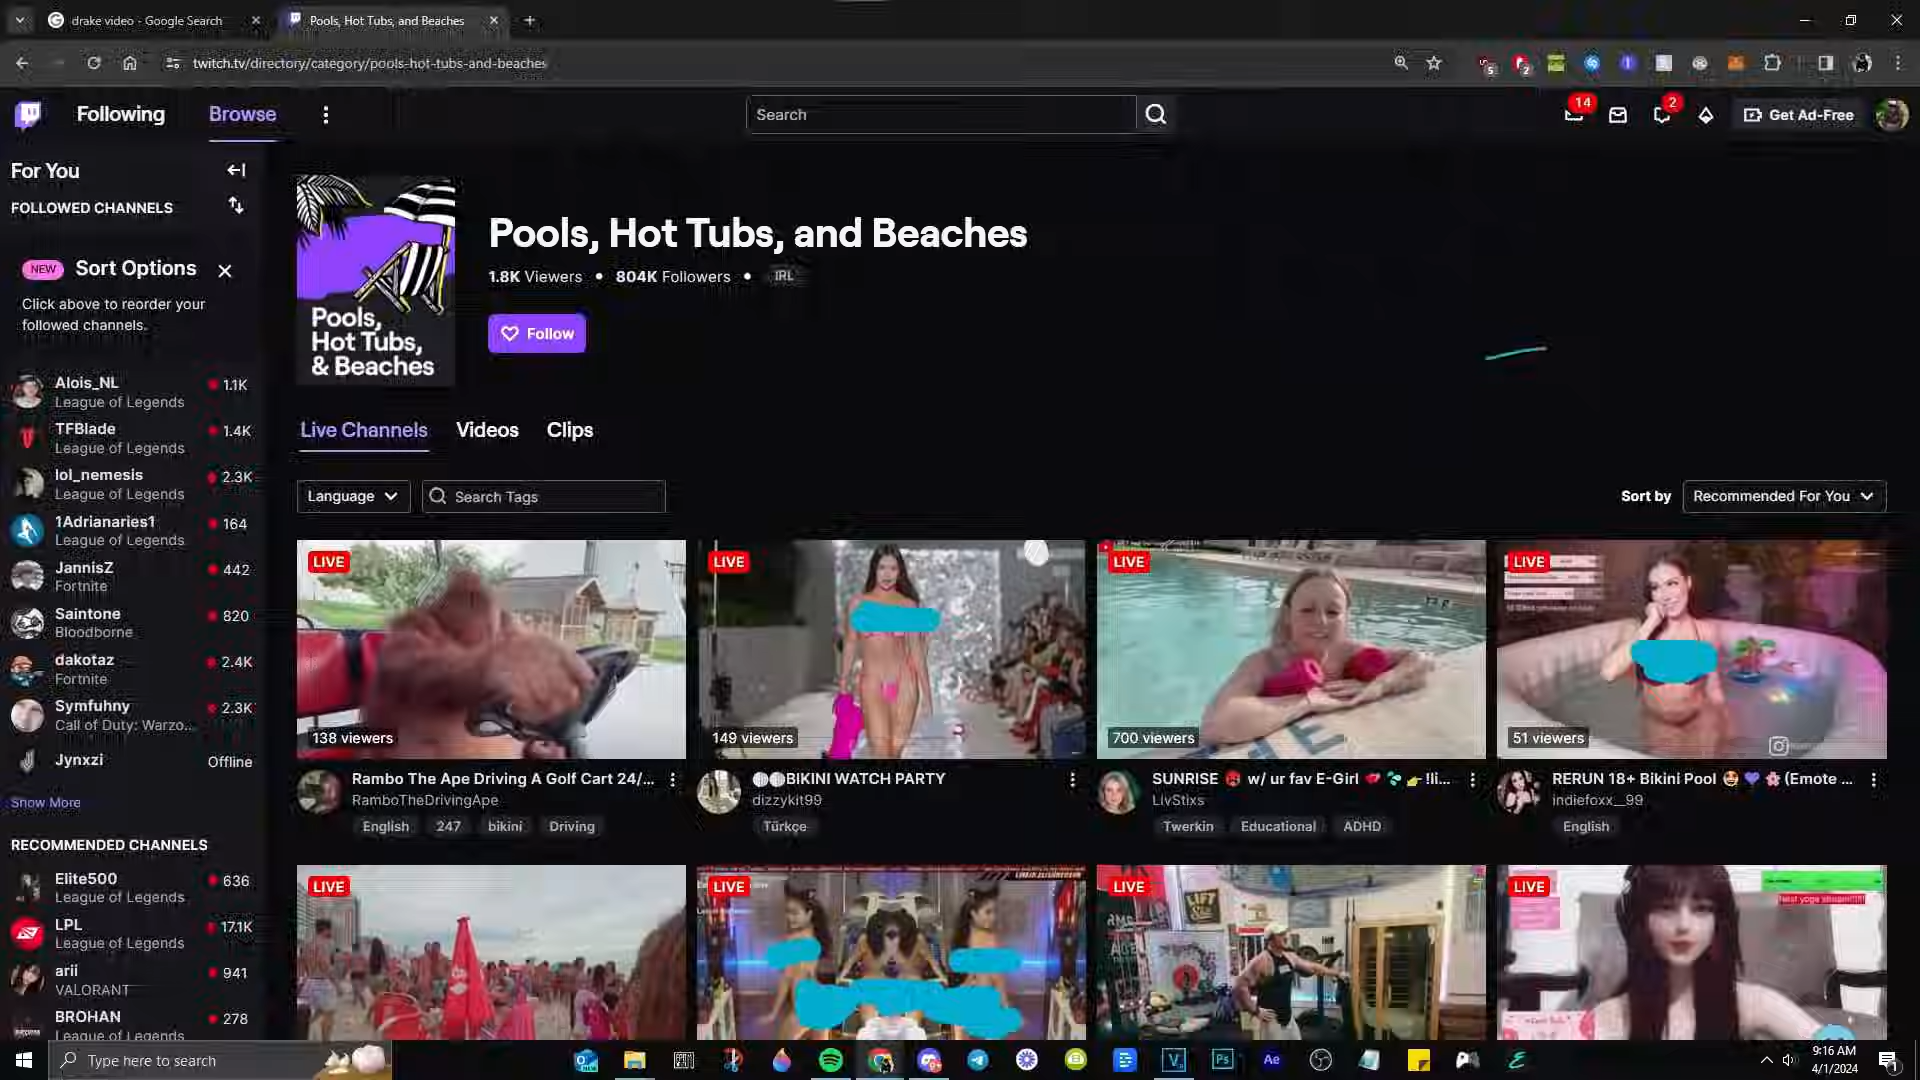 drake video - Google Search
Pools, Hot Tubs, and Beaches
twitch.tv/directory/category/pools-hot-tubs-and-beaches
5
2
Following
Browse
Search
14
2
Get Ad-Free
For You
FOLLOWED CHANNELS
NEW Sort Options
Click above to reorder your
followed channels.
Alois_NL 1.1K
League of Legends
TFBlade 1.4K
League of Legends
lol_nemesis 2.3K
League of Legends
1Adrianaries1 164
League of Legends
JannisZ 442
Fortnite
Saintone 820
Bloodborne
dakotaz 2.4K
Fortnite
Symfuhny 2.3K
Call of Duty: Warzo...
Jynxzi Offline
Show More
RECOMMENDED CHANNELS
Elite500 636
League of Legends
LPL 17.1K
League of Legends
arii 941
VALORANT
BROHAN 278
League of Legends
Pools,
Hot Tubs,
& Beaches
Pools, Hot Tubs, and Beaches
1.8K Viewers • 804K Followers • IRL
Follow
Live Channels Videos Clips
Language Search Tags Sort by Recommended For You
LIVE
138 viewers
Rambo The Ape Driving A Golf Cart 24/...
RamboTheDrivingApe
English 247 bikini Driving
LIVE
149 viewers
BIKINI WATCH PARTY
dizzykit99
Türkçe
LIVE
700 viewers
SUNRISE w/ ur fav E-Girl !li...
LivStixs
Twerkin Educational ADHD
LIVE
51 viewers
RERUN 18+ Bikini Pool (Emote ...
indiefoxx__99
English
LIVE
LIVE
LIVE
LIFT
LIVE
Next yoga stream!!!!
Type here to search
Ps
Ae
9:16 AM
4/1/2024